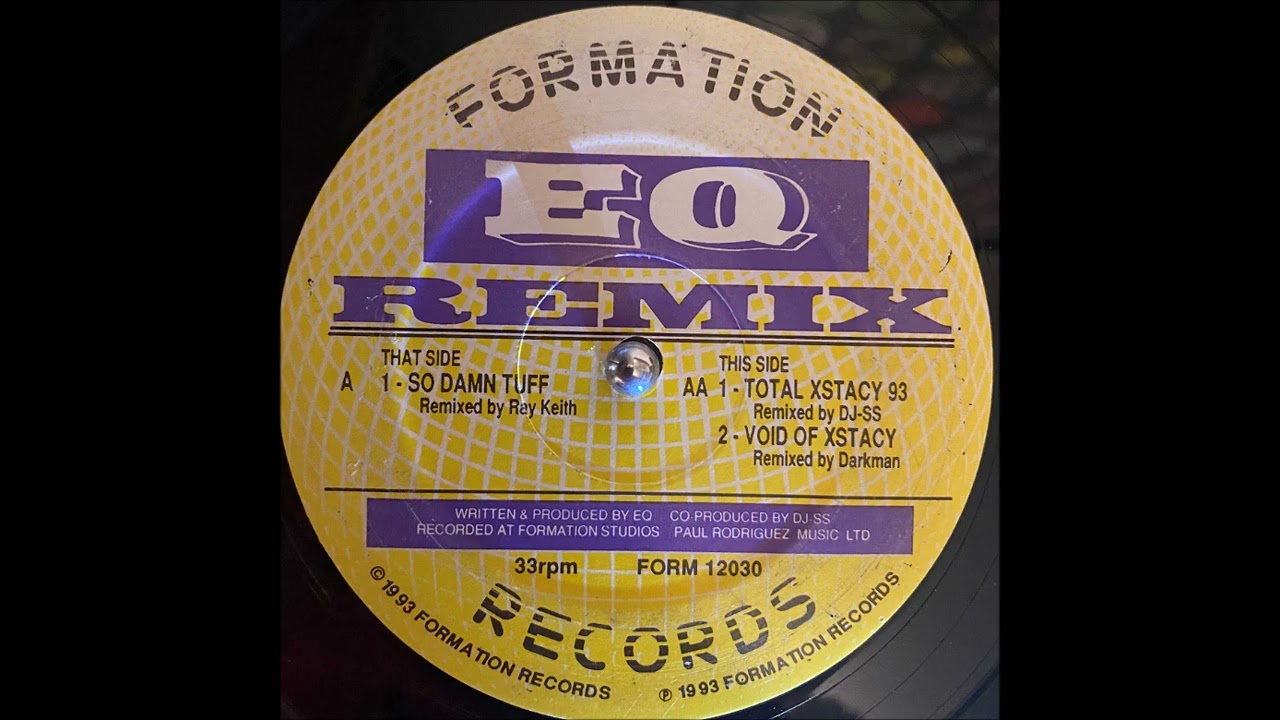 FORMATION
EQ
REMIX
THAT SIDE
A 1 - SO DAMN TUFF
Remixed by Ray Keith
THIS SIDE
AA 1 - TOTAL XSTACY 93
Remixed by DJ-SS
2 - VOID OF XSTACY
Remixed by Darkman
WRITTEN & PRODUCED BY EQ CO PRODUCED BY DJ-SS
RECORDED AT FORMATION STUDIOS PAUL RODRIGUEZ MUSIC LTD
33rpm FORM 12030
RECORDS
© 1993 FORMATION RECORDS
℗ 1993 FORMATION RECORDS